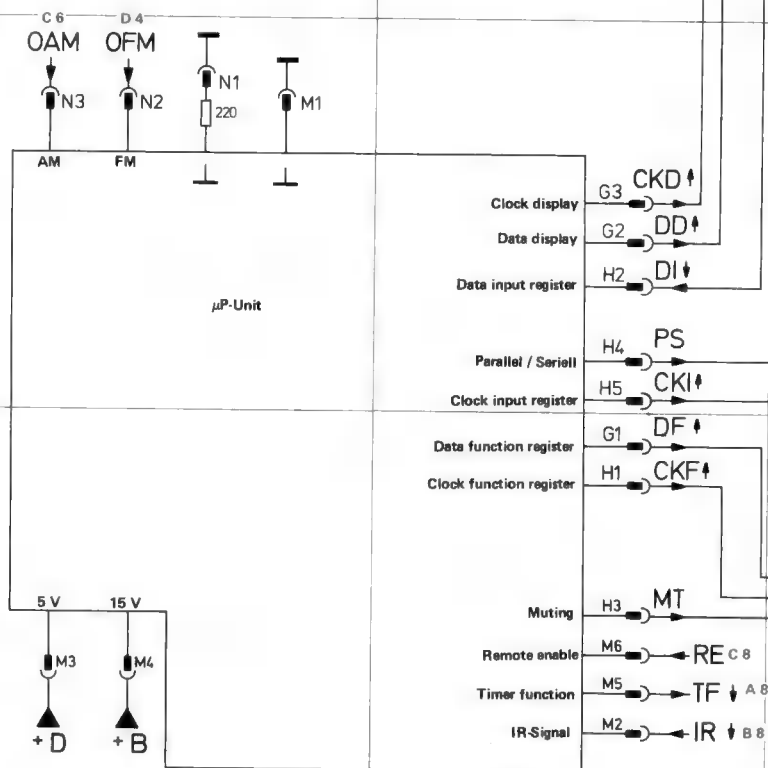 C 6 D 4
OAM OFM
N3 N2 N1 M1
220
AM FM
Clock display G3 CKD
Data display G2 DD
Data input register H2 DI
µP-Unit
Parallel / Seriell H4 PS
Clock input register H5 CKI
Data function register G1 DF
Clock function register H1 CKF
5 V 15 V
Muting H3 MT
Remote enable M6 RE C 8
M3 M4
Timer function M5 TF A 8
IR-Signal M2 IR B 8
+ D + B